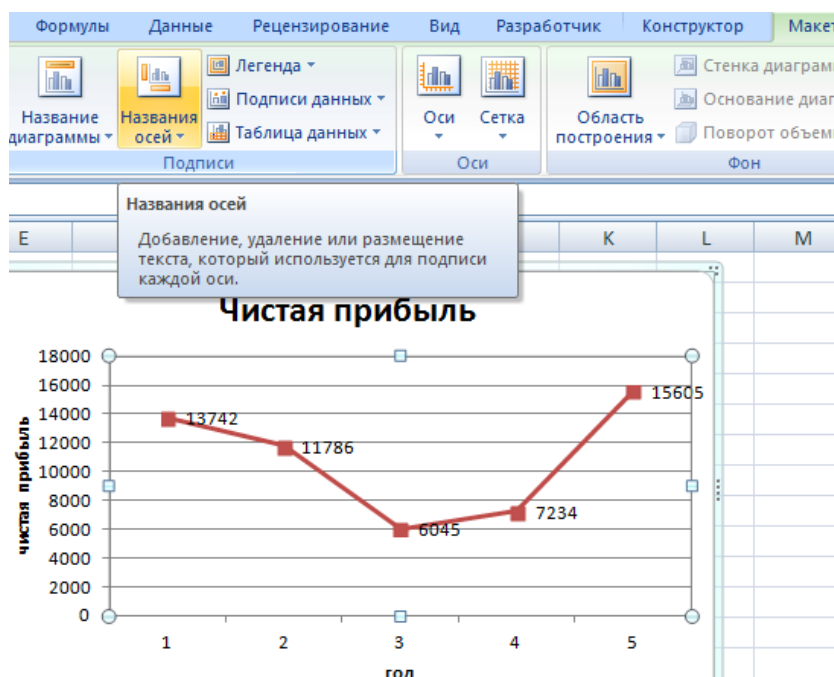 Формулы Данные Рецензирование Вид Разработчик Конструктор Макет
Название диаграммы
Названия осей
Легенда
Подписи данных
Таблица данных
Подписи
Оси
Сетка
Оси
Область построения
Стенка диаграм
Основание диаг
Поворот объем
Фон
Названия осей
Добавление, удаление или размещение
текста, который используется для подписи
каждой оси.
E K L M
Чистая прибыль
18000
16000
14000
12000
10000
8000
6000
4000
2000
0
чистая прибыль
13742
11786
6045
7234
15605
1 2 3 4 5
год